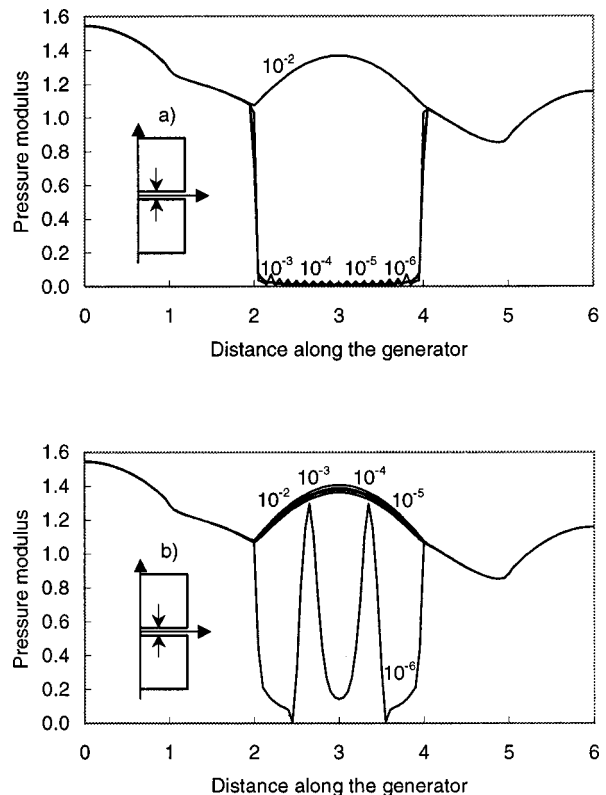 1.6
1.4
1.2
1.0
0.8
0.6
0.4
0.2
0.0
Pressure modulus
10⁻²
a)
10⁻³ 10⁻⁴ 10⁻⁵ 10⁻⁶
0 1 2 3 4 5 6
Distance along the generator
1.6
1.4
1.2
1.0
0.8
0.6
0.4
0.2
0.0
Pressure modulus
10⁻³ 10⁻⁴
10⁻² 10⁻⁵
b)
10⁻⁶
0 1 2 3 4 5 6
Distance along the generator